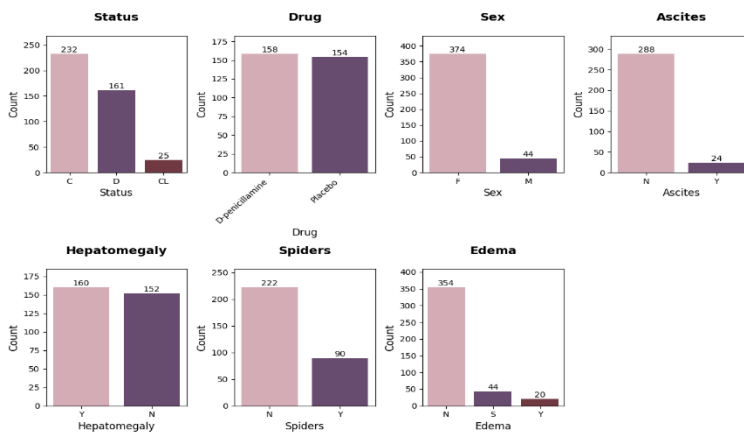 Status
250
200
150
100
50
0
Count
232
161
25
C D CL
Status
Drug
175
150
125
100
75
50
25
0
Count
158
154
D-penicillamine Placebo
Drug
Sex
400
350
300
250
200
150
100
50
0
Count
374
44
F M
Sex
Ascites
300
250
200
150
100
50
0
Count
288
24
N Y
Ascites
Hepatomegaly
175
150
125
100
75
50
25
0
Count
160
152
Y N
Hepatomegaly
Spiders
250
200
150
100
50
0
Count
222
90
N Y
Spiders
Edema
400
350
300
250
200
150
100
50
0
Count
354
44
20
N S Y
Edema